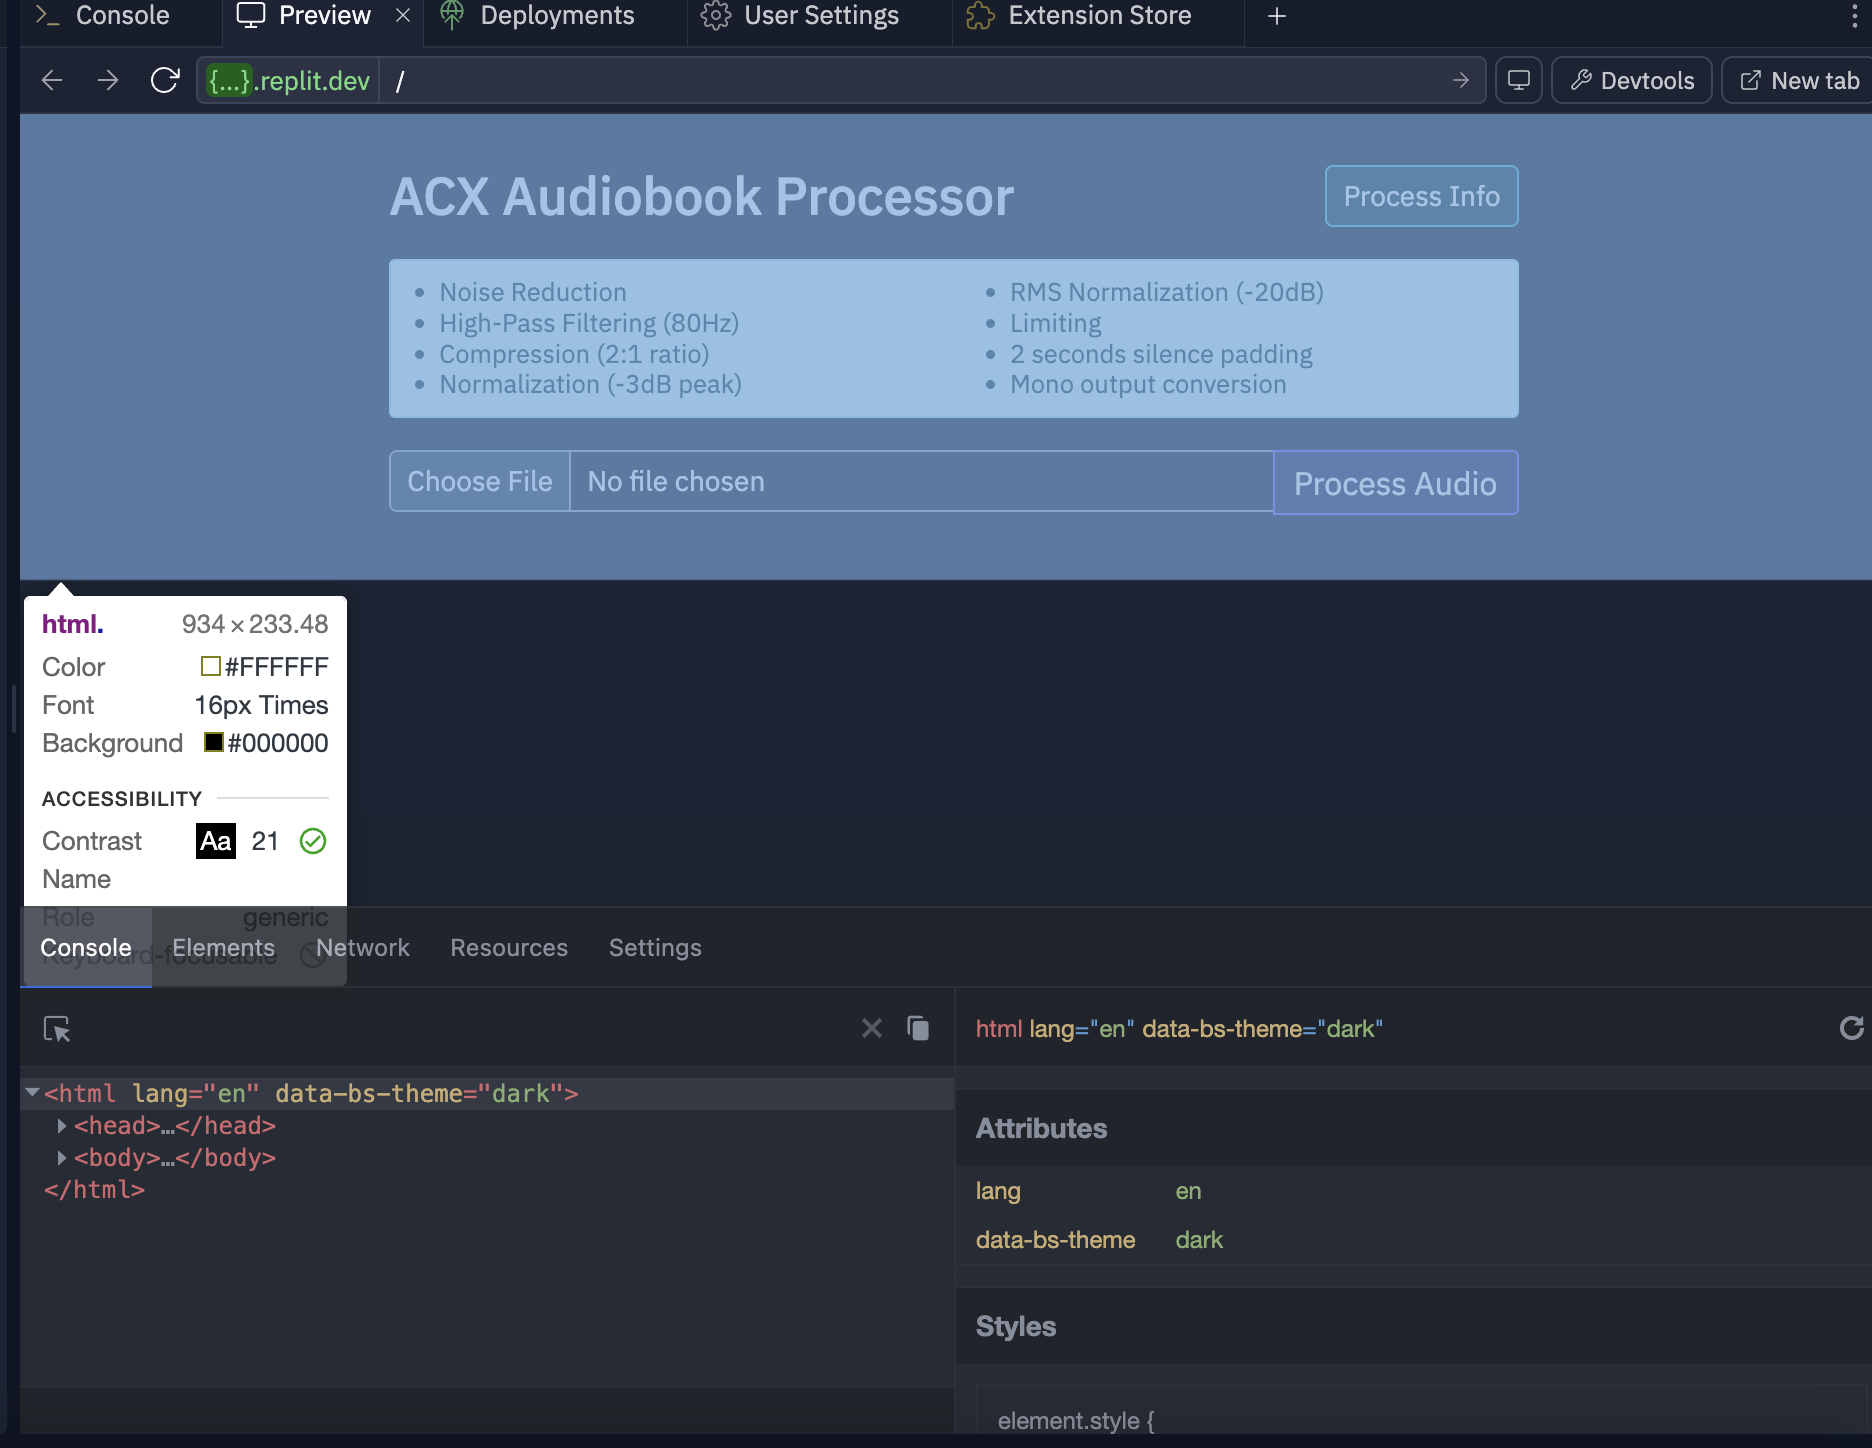 Console
Preview
Deployments
User Settings
Extension Store
{...}.replit.dev
/
Devtools
New tab
ACX Audiobook Processor
Process Info
Noise Reduction
High-Pass Filtering (80Hz)
Compression (2:1 ratio)
Normalization (-3dB peak)
RMS Normalization (-20dB)
Limiting
2 seconds silence padding
Mono output conversion
Choose File
No file chosen
Process Audio
html. 934×233.48
Color #FFFFFF
Font 16px Times
Background #000000
ACCESSIBILITY
Contrast Aa 21
Name
Role generic
Keyboard-focusable
Console
Elements
Network
Resources
Settings
<html lang="en" data-bs-theme="dark">
<head>…</head>
<body>…</body>
</html>
html lang="en" data-bs-theme="dark"
Attributes
lang en
data-bs-theme dark
Styles
element.style {